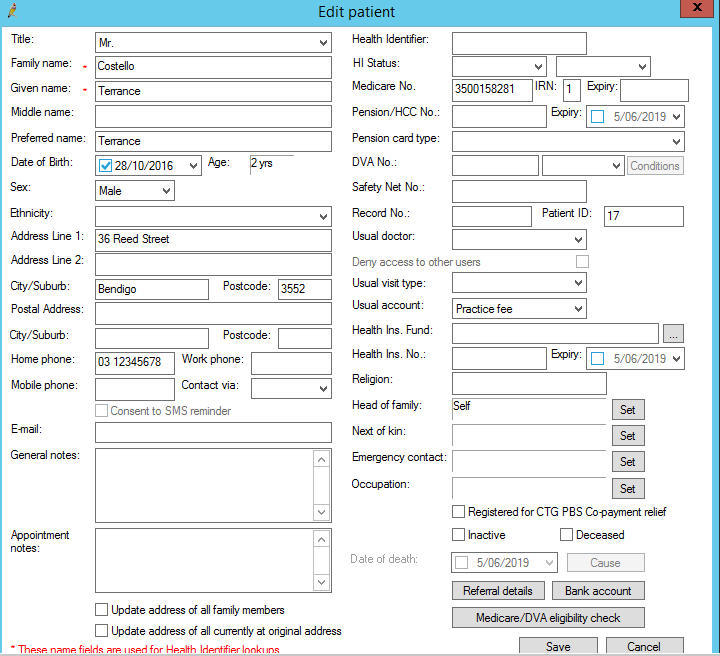 Edit patient
x
Title: Mr.
Family name: - Costello
Given name: - Terrance
Middle name:
Preferred name: Terrance
Date of Birth: 28/10/2016 Age: 2 yrs
Sex: Male
Ethnicity:
Address Line 1: 36 Reed Street
Address Line 2:
City/Suburb: Bendigo Postcode: 3552
Postal Address:
City/Suburb: Postcode:
Home phone: 03 12345678 Work phone:
Mobile phone: Contact via:
Consent to SMS reminder
E-mail:
General notes:
Appointment
notes:
Update address of all family members
Update address of all currently at original address
* These name fields are used for Health Identifier lookups
Health Identifier:
HI Status:
Medicare No. 3500158281 IRN: 1 Expiry:
Pension/HCC No.: Expiry: 5/06/2019
Pension card type:
DVA No.: Conditions
Safety Net No.:
Record No.: Patient ID: 17
Usual doctor:
Deny access to other users
Usual visit type:
Usual account: Practice fee
Health Ins. Fund: ...
Health Ins. No.: Expiry: 5/06/2019
Religion:
Head of family: Self Set
Next of kin: Set
Emergency contact: Set
Occupation: Set
Registered for CTG PBS Co-payment relief
Inactive Deceased
Date of death: 5/06/2019 Cause
Referral details Bank account
Medicare/DVA eligibility check
Save Cancel